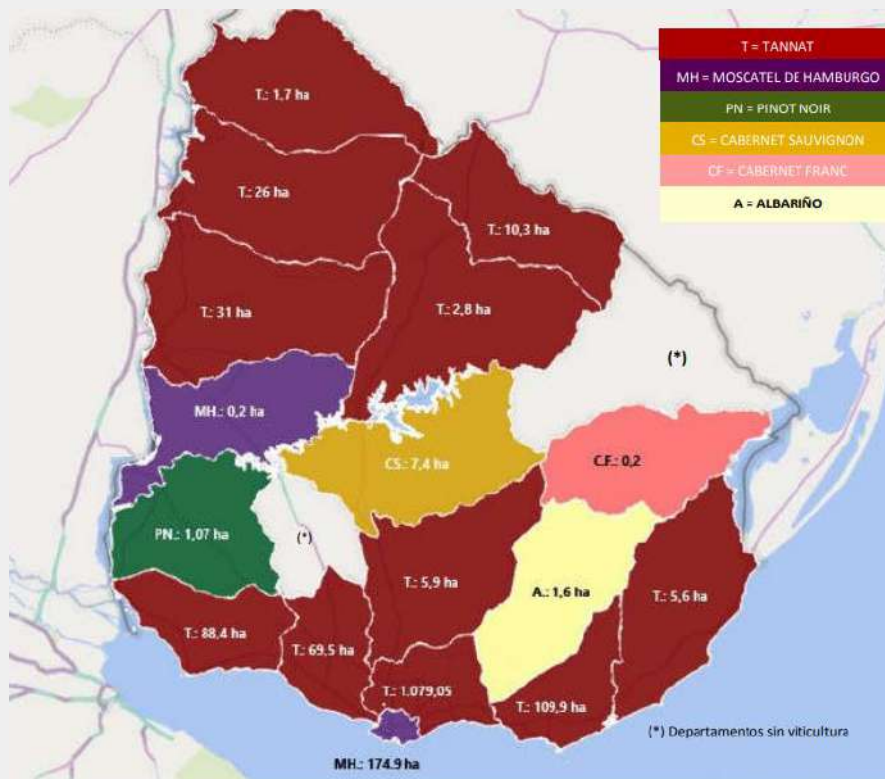 T = TANNAT
MH = MOSCATEL DE HAMBURGO
PN = PINOT NOIR
CS = CABERNET SAUVIGNON
CF = CABERNET FRANC
A = ALBARIÑO
T.: 1,7 ha
T.: 26 ha
T.: 10,3 ha
T.: 31 ha
T.: 2,8 ha
(*)
MH.: 0,2 ha
CS.: 7,4 ha
C.F.: 0,2
PN.: 1,07 ha
(*)
T.: 5,9 ha
A.: 1,6 ha
T.: 5,6 ha
T.: 88,4 ha
T.: 69,5 ha
T.: 1.079,05
T.: 109,9 ha
(*) Departamentos sin viticultura
MH.: 174.9 ha